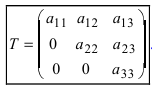 T = ( a11 a12 a13
0 a22 a23
0 0 a33 ) .